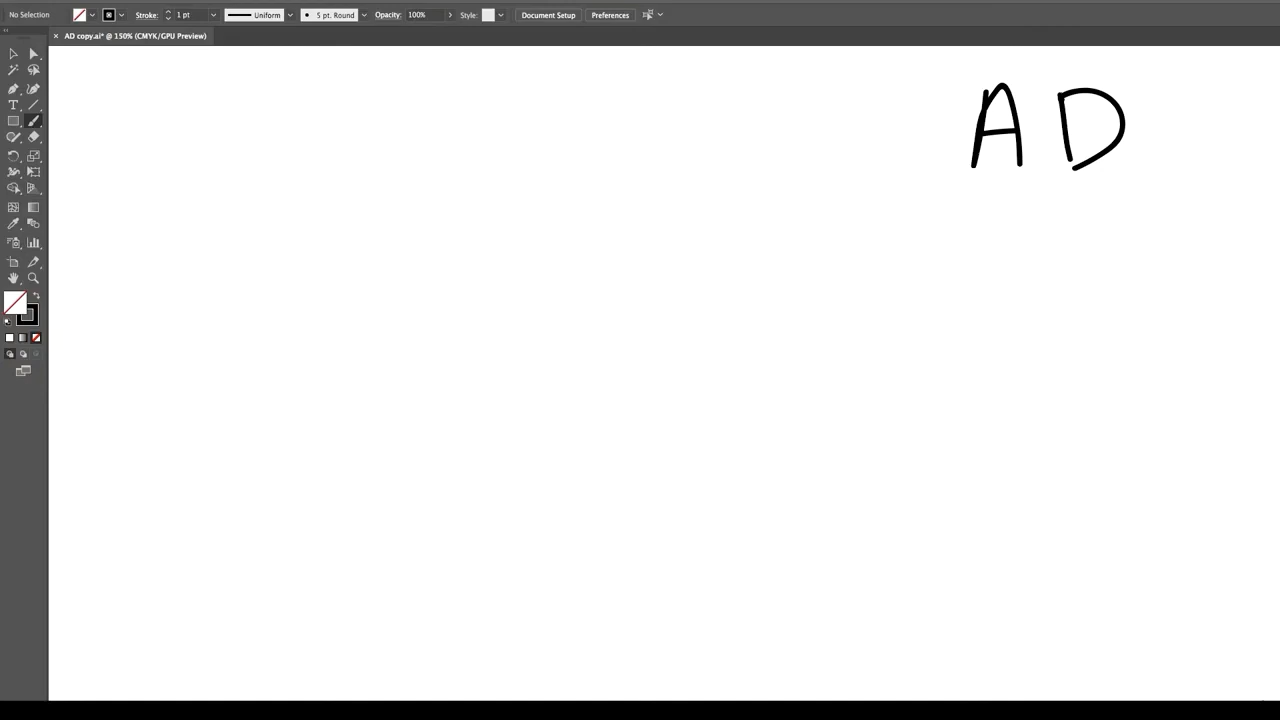 No Selection Stroke: 1 pt Uniform 5 pt. Round Opacity: 100% Style: Document Setup Preferences
× AD copy.ai* @ 150% (CMYK/GPU Preview)
A D